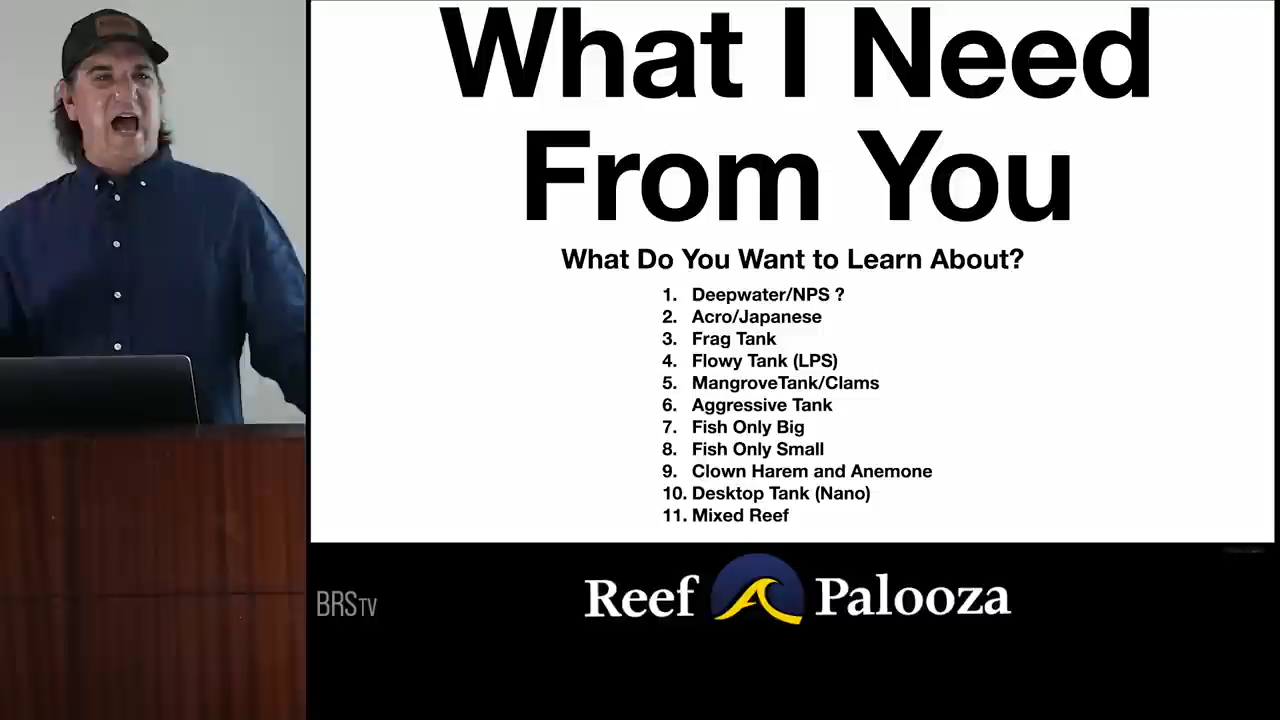 What I Need
From You
What Do You Want to Learn About?
1. Deepwater/NPS ?
2. Acro/Japanese
3. Frag Tank
4. Flowy Tank (LPS)
5. MangroveTank/Clams
6. Aggressive Tank
7. Fish Only Big
8. Fish Only Small
9. Clown Harem and Anemone
10. Desktop Tank (Nano)
11. Mixed Reef
BRSTV
Reef Palooza